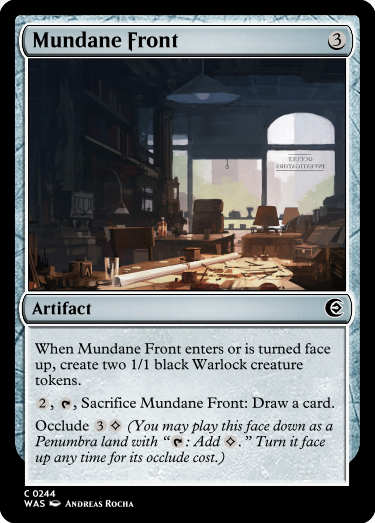 Mundane Front 3
OCCULT
INVESTIGATORS
Artifact
When Mundane Front enters or is turned face
up, create two 1/1 black Warlock creature
tokens.
2, , Sacrifice Mundane Front: Draw a card.
Occlude 3 (You may play this face down as a
Penumbra land with “: Add .” Turn it face
up any time for its occlude cost.)
C 0244
WAS Andreas Rocha